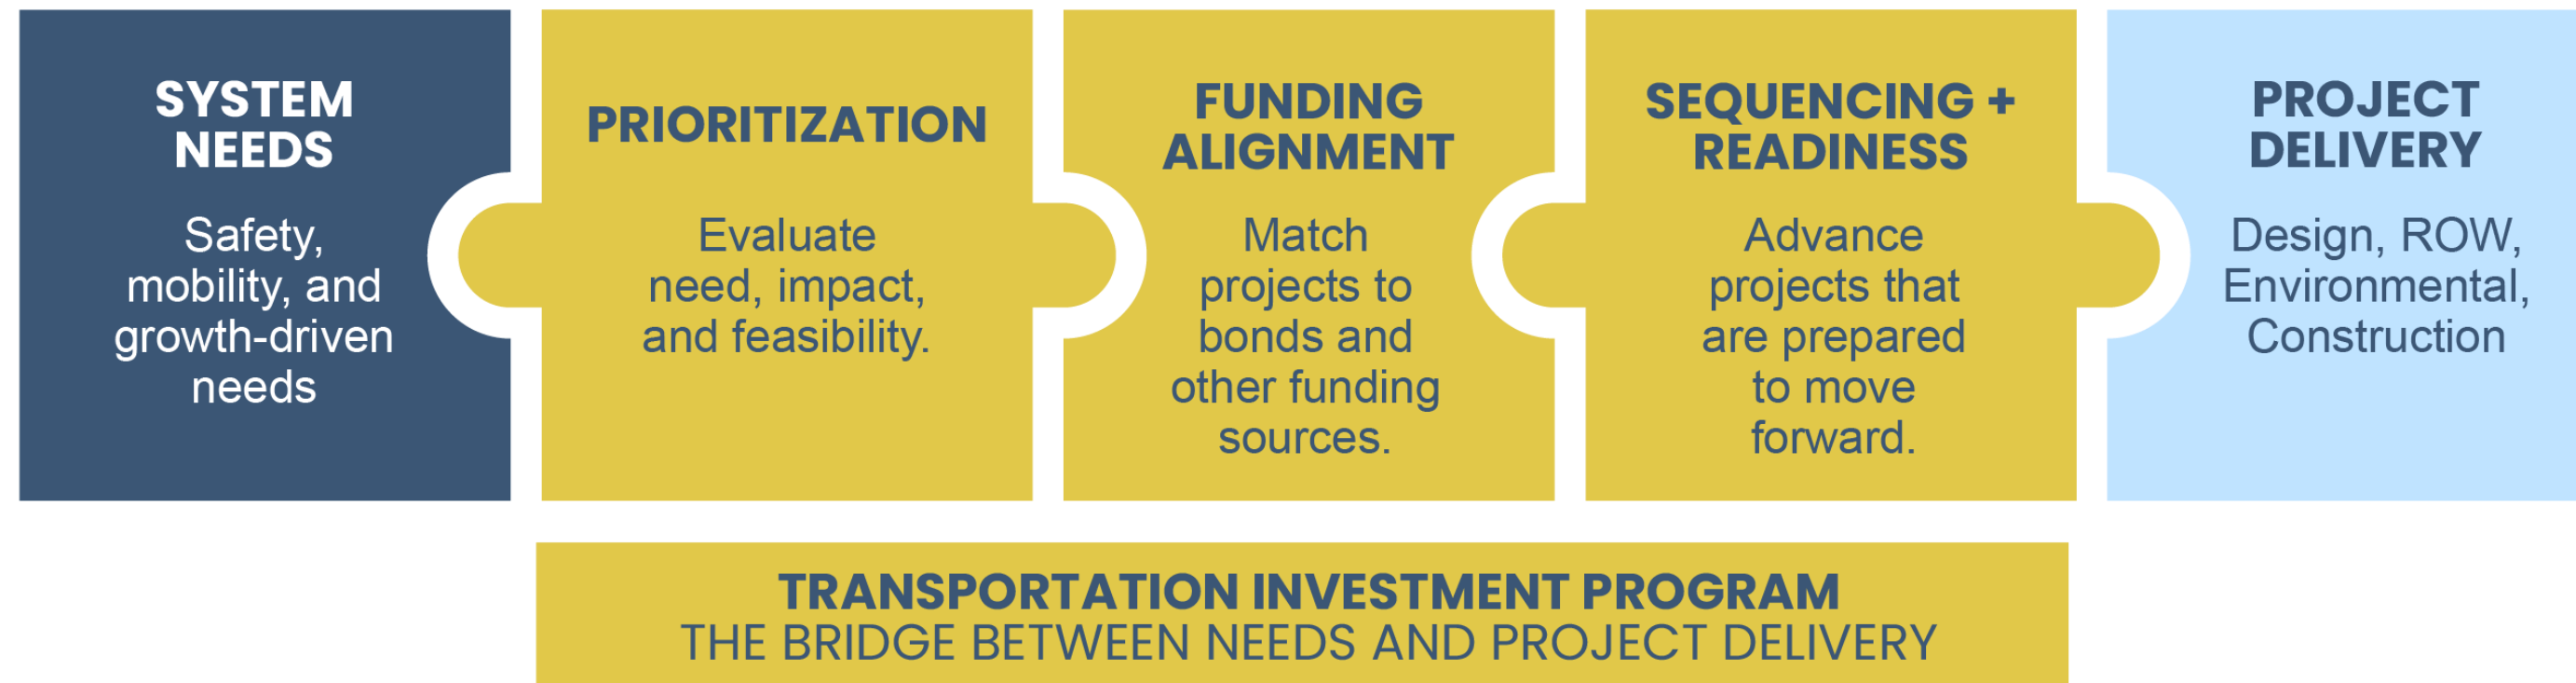 SYSTEM
NEEDS
Safety,
mobility, and
growth-driven
needs
PRIORITIZATION
Evaluate
need, impact,
and feasibility.
FUNDING
ALIGNMENT
Match
projects to
bonds and
other funding
sources.
SEQUENCING +
READINESS
Advance
projects that
are prepared
to move
forward.
PROJECT
DELIVERY
Design, ROW,
Environmental,
Construction
TRANSPORTATION INVESTMENT PROGRAM
THE BRIDGE BETWEEN NEEDS AND PROJECT DELIVERY